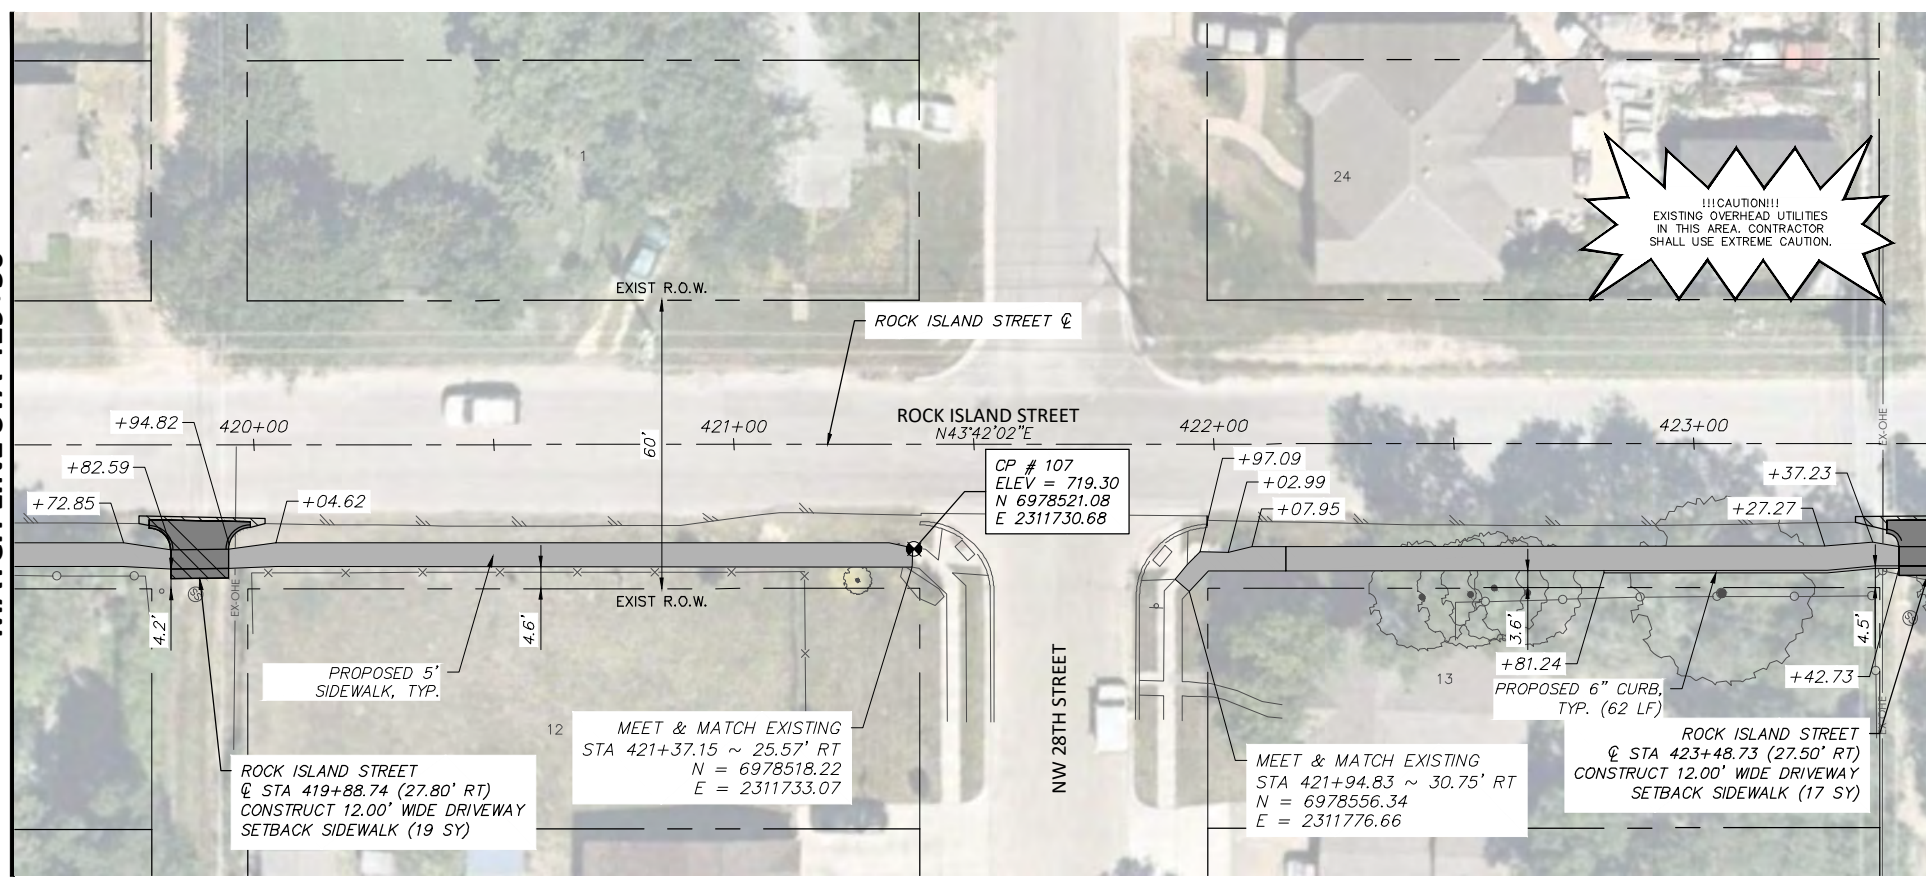 1
24
!!!CAUTION!!!
EXISTING OVERHEAD UTILITIES
IN THIS AREA. CONTRACTOR
SHALL USE EXTREME CAUTION.
EXIST R.O.W.
ROCK ISLAND STREET ℄
+94.82
420+00
421+00
ROCK ISLAND STREET
N43°42'02"E
422+00
423+00
60'
EX-OHE
+82.59
+72.85
+04.62
CP # 107
ELEV = 719.30
N 6978521.08
E 2311730.68
+97.09
+02.99
+07.95
+37.23
+27.27
EX-OHE
EXIST R.O.W.
4.2'
4.6'
3.6'
4.5'
PROPOSED 5'
SIDEWALK, TYP.
+81.24
+42.73
13
PROPOSED 6" CURB,
TYP. (62 LF)
12
NW 28TH STREET
MEET & MATCH EXISTING
STA 421+37.15 ~ 25.57' RT
N = 6978518.22
E = 2311733.07
ROCK ISLAND STREET
℄ STA 419+88.74 (27.80' RT)
CONSTRUCT 12.00' WIDE DRIVEWAY
SETBACK SIDEWALK (19 SY)
MEET & MATCH EXISTING
STA 421+94.83 ~ 30.75' RT
N = 6978556.34
E = 2311776.66
ROCK ISLAND STREET
℄ STA 423+48.73 (27.50' RT)
CONSTRUCT 12.00' WIDE DRIVEWAY
SETBACK SIDEWALK (17 SY)
EX-OHE